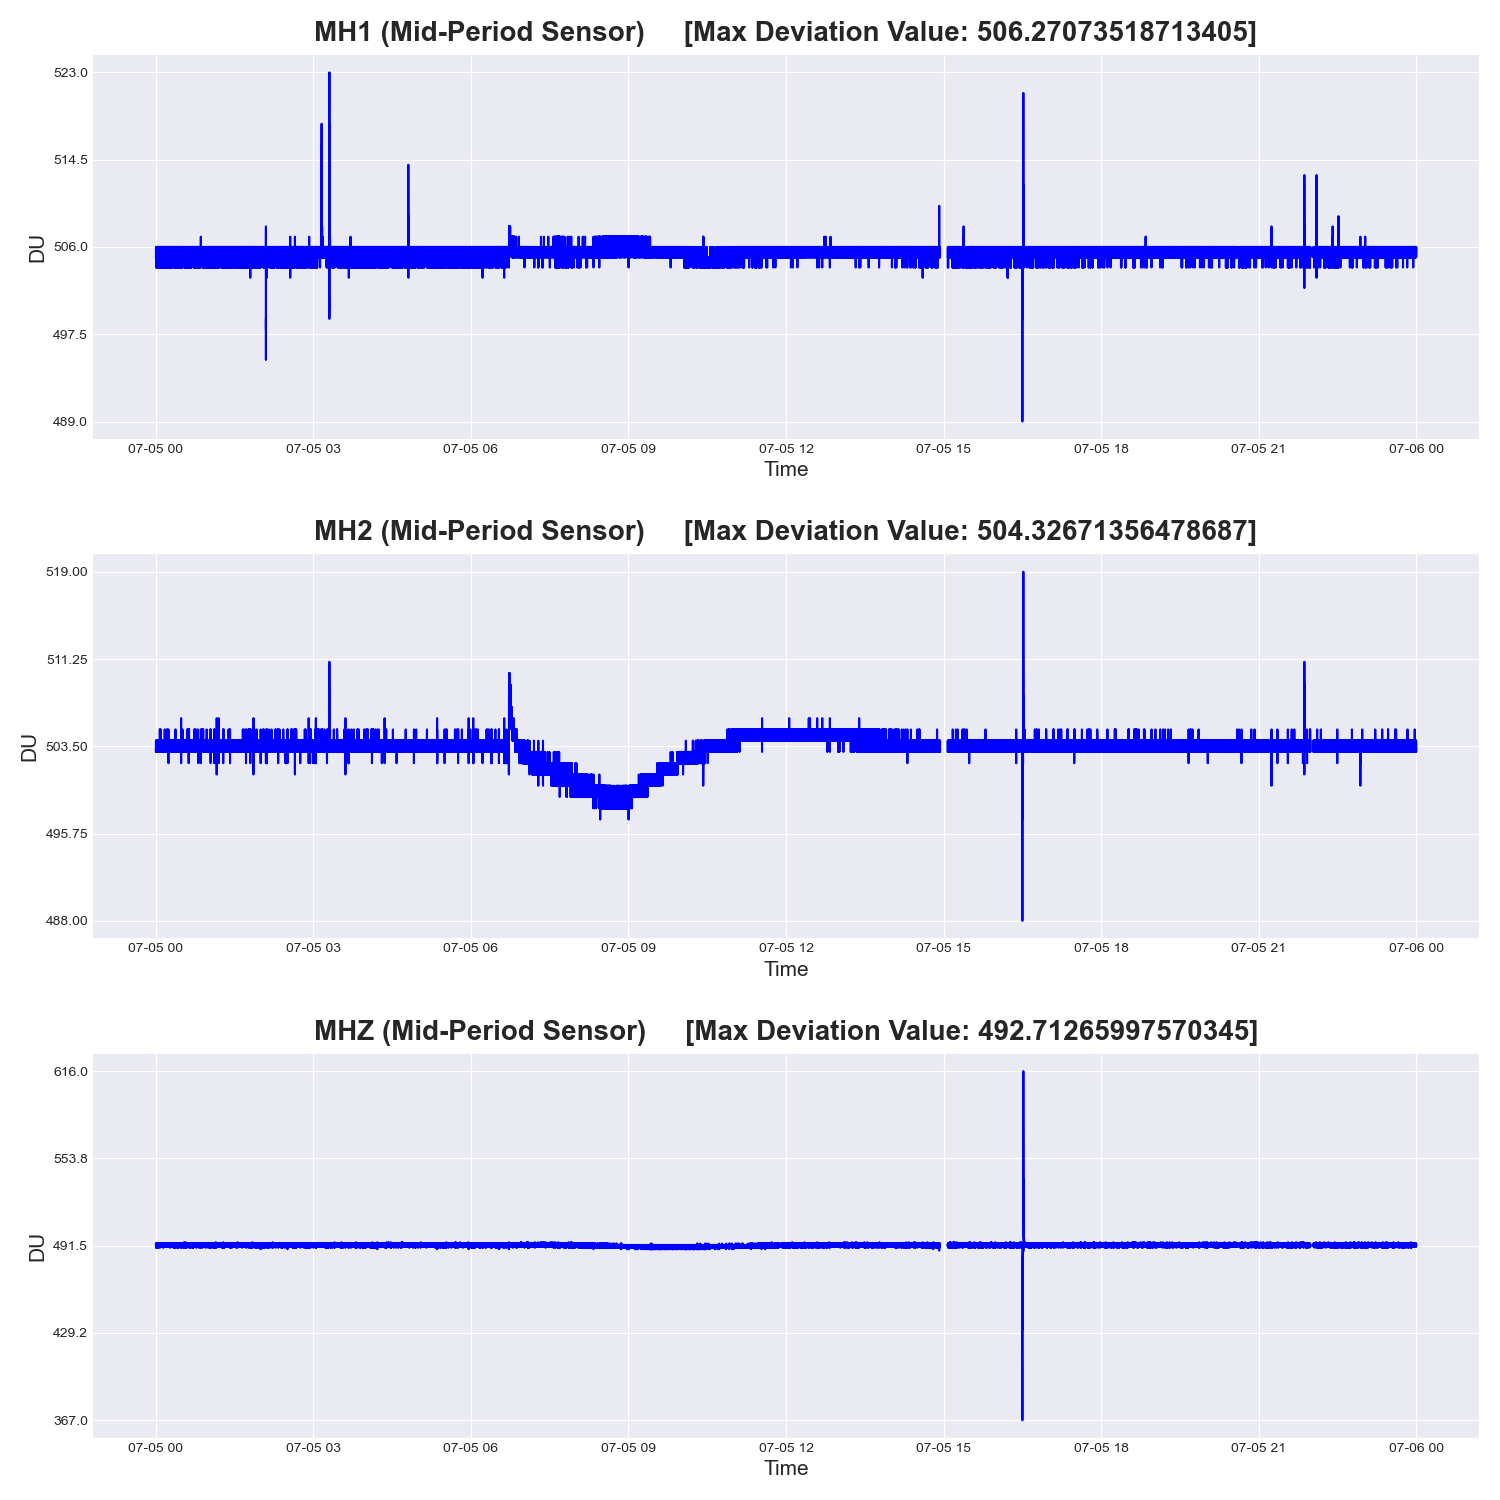 MH1 (Mid-Period Sensor) [Max Deviation Value: 506.27073518713405]
523.0
514.5
506.0
497.5
489.0
DU
07-05 00 07-05 03 07-05 06 07-05 09 07-05 12 07-05 15 07-05 18 07-05 21 07-06 00
Time
MH2 (Mid-Period Sensor) [Max Deviation Value: 504.32671356478687]
519.00
511.25
503.50
495.75
488.00
DU
07-05 00 07-05 03 07-05 06 07-05 09 07-05 12 07-05 15 07-05 18 07-05 21 07-06 00
Time
MHZ (Mid-Period Sensor) [Max Deviation Value: 492.71265997570345]
616.0
553.8
491.5
429.2
367.0
DU
07-05 00 07-05 03 07-05 06 07-05 09 07-05 12 07-05 15 07-05 18 07-05 21 07-06 00
Time